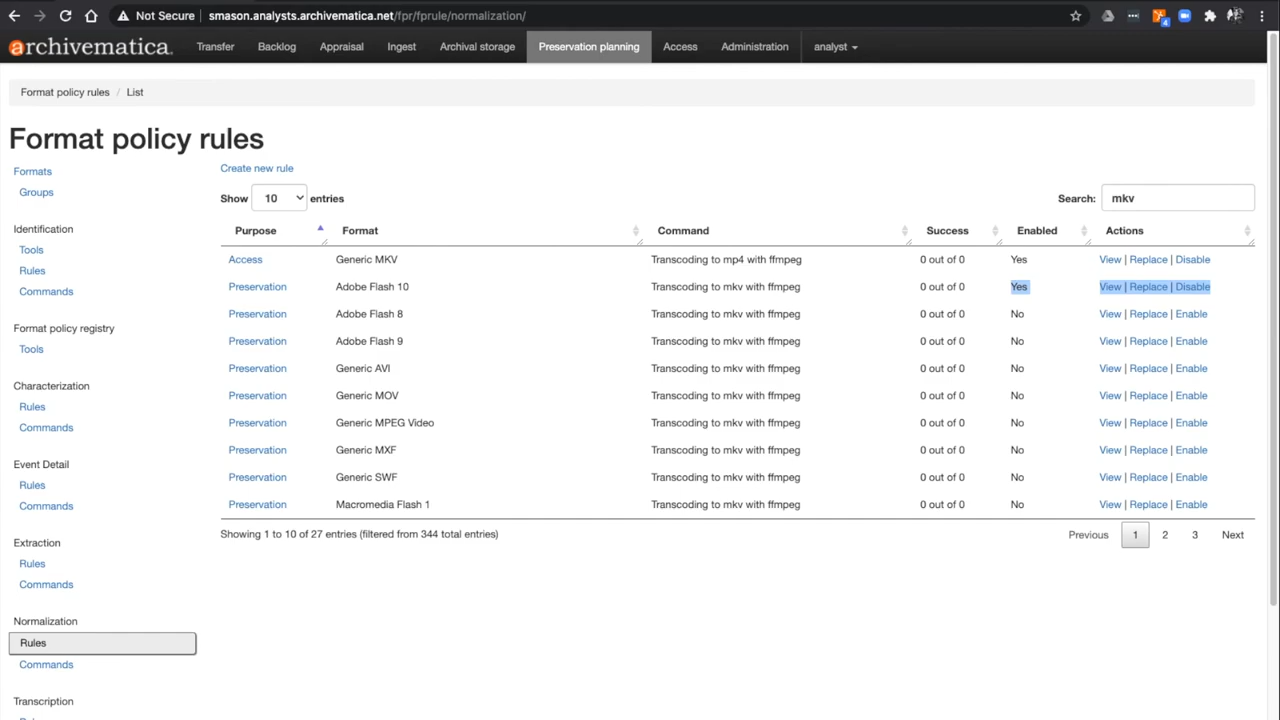 Not Secure smason.analysts.archivematica.net/fpr/fprule/normalization/
4
archivematica. Transfer Backlog Appraisal Ingest Archival storage Preservation planning Access Administration analyst
Format policy rules / List
Format policy rules
Formats
Groups
Identification
Tools
Rules
Commands
Format policy registry
Tools
Characterization
Rules
Commands
Event Detail
Rules
Commands
Extraction
Rules
Commands
Normalization
Rules
Commands
Transcription
Create new rule
Show 10 entries Search: mkv
Purpose Format Command Success Enabled Actions
Access Generic MKV Transcoding to mp4 with ffmpeg 0 out of 0 Yes View | Replace | Disable
Preservation Adobe Flash 10 Transcoding to mkv with ffmpeg 0 out of 0 Yes View | Replace | Disable
Preservation Adobe Flash 8 Transcoding to mkv with ffmpeg 0 out of 0 No View | Replace | Enable
Preservation Adobe Flash 9 Transcoding to mkv with ffmpeg 0 out of 0 No View | Replace | Enable
Preservation Generic AVI Transcoding to mkv with ffmpeg 0 out of 0 No View | Replace | Enable
Preservation Generic MOV Transcoding to mkv with ffmpeg 0 out of 0 No View | Replace | Enable
Preservation Generic MPEG Video Transcoding to mkv with ffmpeg 0 out of 0 No View | Replace | Enable
Preservation Generic MXF Transcoding to mkv with ffmpeg 0 out of 0 No View | Replace | Enable
Preservation Generic SWF Transcoding to mkv with ffmpeg 0 out of 0 No View | Replace | Enable
Preservation Macromedia Flash 1 Transcoding to mkv with ffmpeg 0 out of 0 No View | Replace | Enable
Showing 1 to 10 of 27 entries (filtered from 344 total entries) Previous 1 2 3 Next